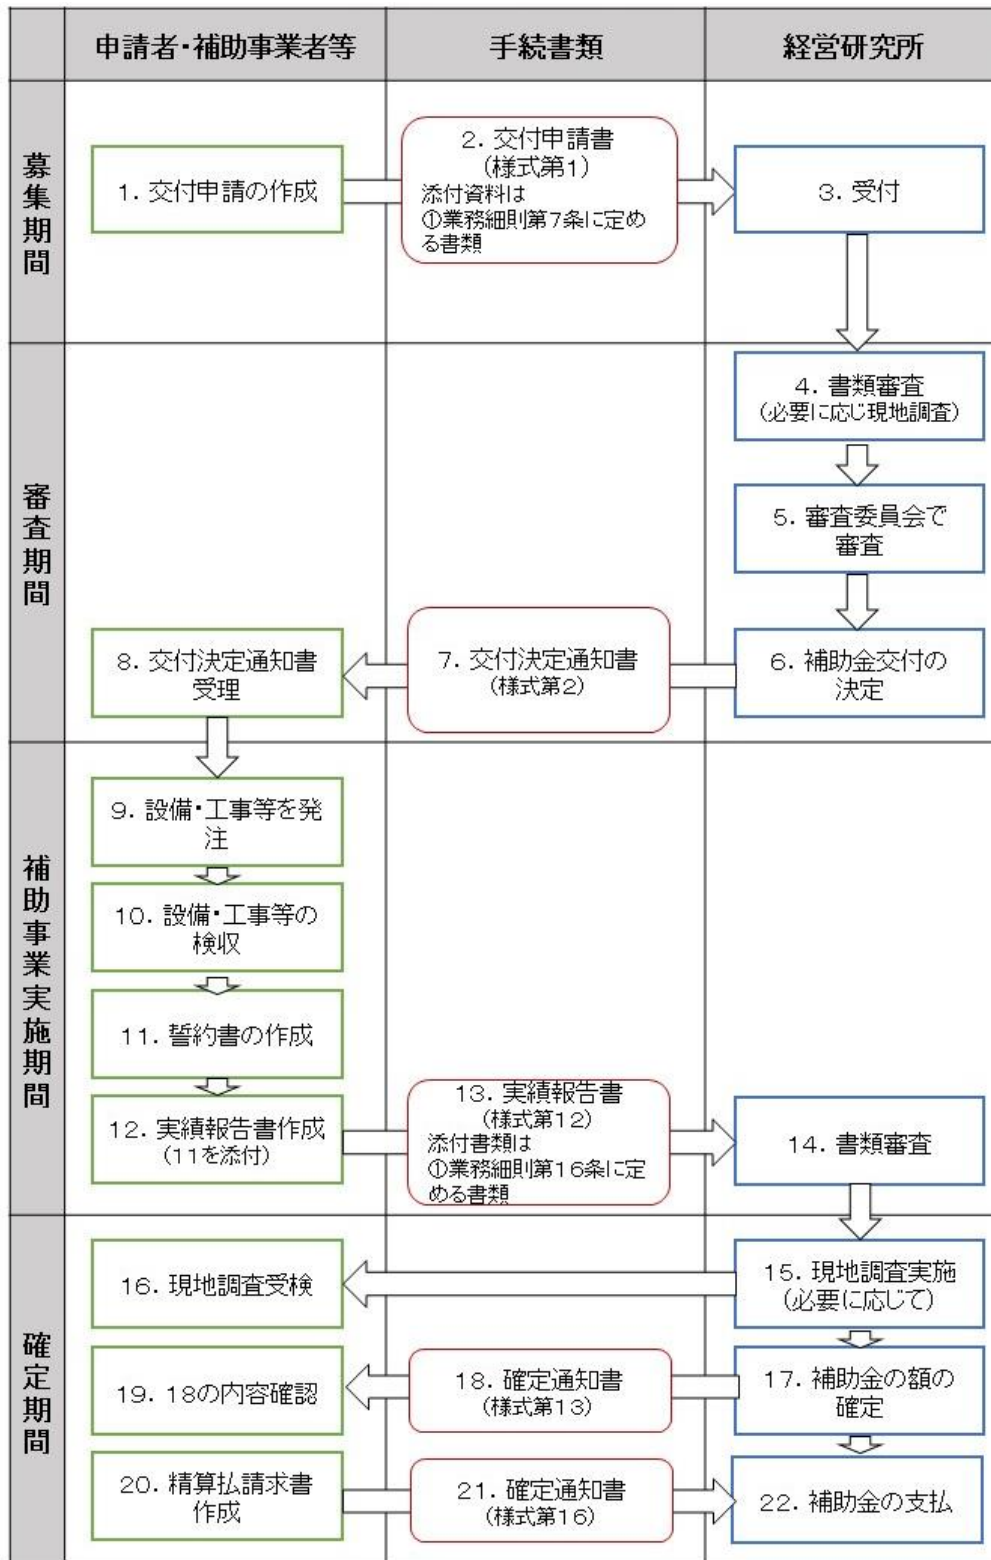 申請者・補助事業者等
手続書類
経営研究所
募集期間
1. 交付申請の作成
2. 交付申請書
(様式第1)
添付資料は
①業務細則第7条に定め
る書類
3. 受付
審査期間
4. 書類審査
(必要に応じ現地調査)
5. 審査委員会で
審査
6. 補助金交付の
決定
7. 交付決定通知書
(様式第2)
8. 交付決定通知書
受理
補助事業実施期間
9. 設備・工事等を発
注
10. 設備・工事等の
検収
11. 誓約書の作成
12. 実績報告書作成
(11を添付)
13. 実績報告書
(様式第12)
添付書類は
①業務細則第16条に定
める書類
14. 書類審査
確定期間
15. 現地調査実施
(必要に応じて)
16. 現地調査受検
17. 補助金の額の
確定
18. 確定通知書
(様式第13)
19. 18の内容確認
20. 精算払請求書
作成
21. 確定通知書
(様式第16)
22. 補助金の支払